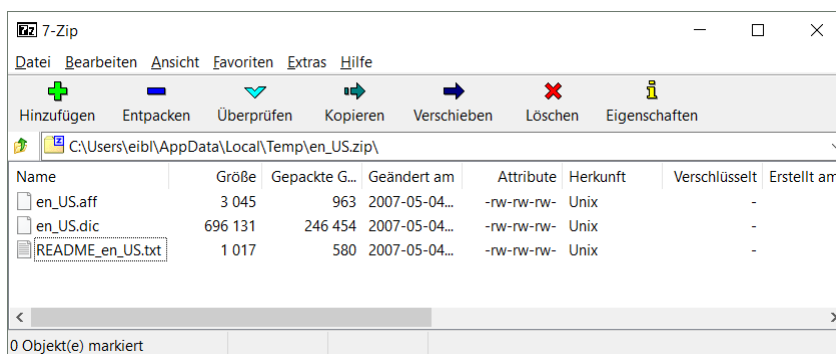 7-Zip
Datei Bearbeiten Ansicht Favoriten Extras Hilfe
Hinzufügen Entpacken Überprüfen Kopieren Verschieben Löschen Eigenschaften
C:\Users\eibl\AppData\Local\Temp\en_US.zip\
Name Größe Gepackte G... Geändert am Attribute Herkunft Verschlüsselt Erstellt am
en_US.aff 3 045 963 2007-05-04... -rw-rw-rw- Unix -
en_US.dic 696 131 246 454 2007-05-04... -rw-rw-rw- Unix -
README_en_US.txt 1 017 580 2007-05-04... -rw-rw-rw- Unix -
0 Objekt(e) markiert